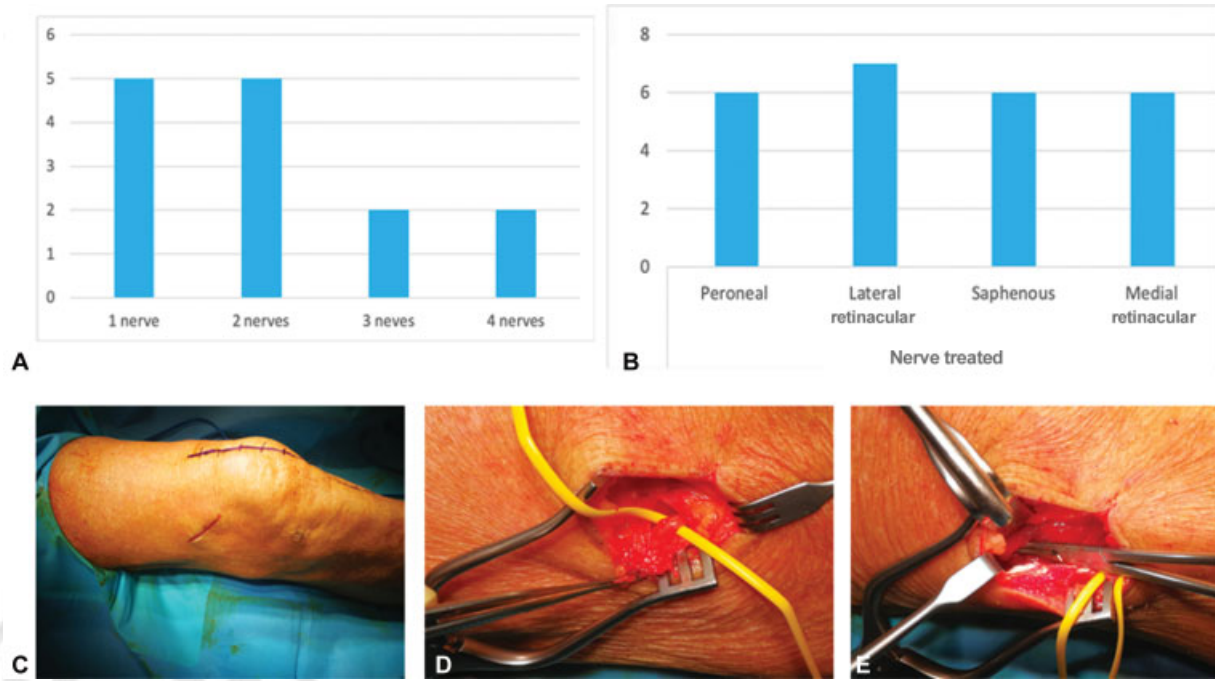 6
5
4
3
2
1
0
1 nerve 2 nerves 3 neves 4 nerves
A
8
6
4
2
0
Peroneal Lateral retinacular Saphenous Medial retinacular
Nerve treated
B
C
D
E